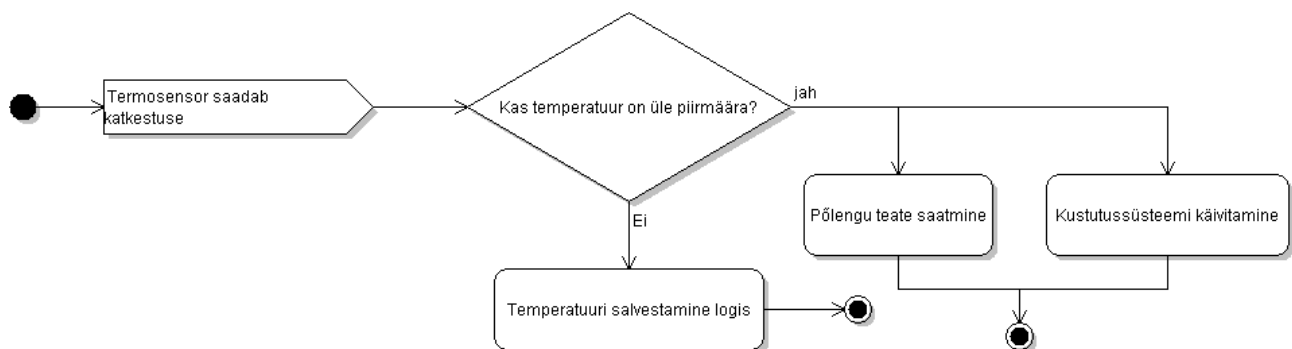 Termosensor saadab
katkestuse
Kas temperatuur on üle piirmäära?
jah
Põlengu teate saatmine
Kustutussüsteemi käivitamine
Ei
Temperatuuri salvestamine logis